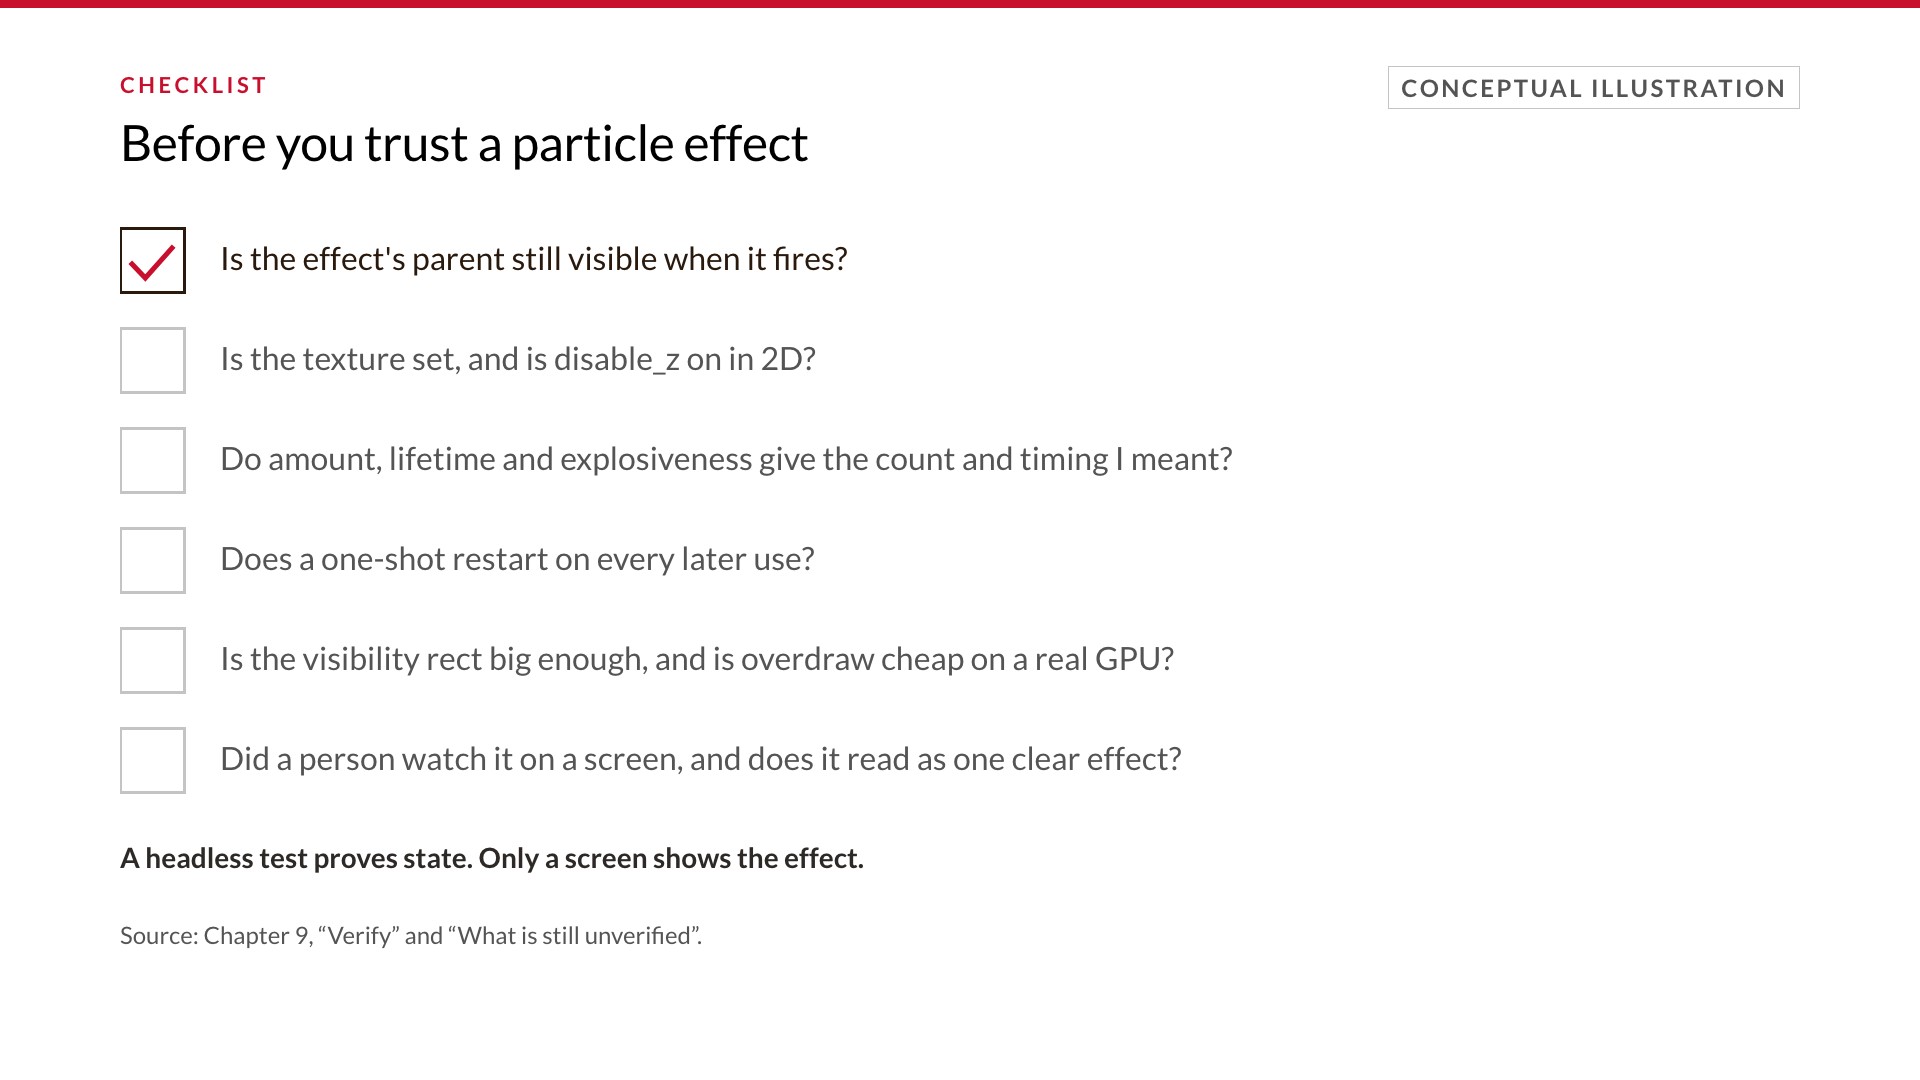 CHECKLIST
CONCEPTUAL ILLUSTRATION
Before you trust a particle effect
Is the effect's parent still visible when it fires?
Is the texture set, and is disable_z on in 2D?
Do amount, lifetime and explosiveness give the count and timing I meant?
Does a one-shot restart on every later use?
Is the visibility rect big enough, and is overdraw cheap on a real GPU?
Did a person watch it on a screen, and does it read as one clear effect?
A headless test proves state. Only a screen shows the effect.
Source: Chapter 9, “Verify” and “What is still unverified”.